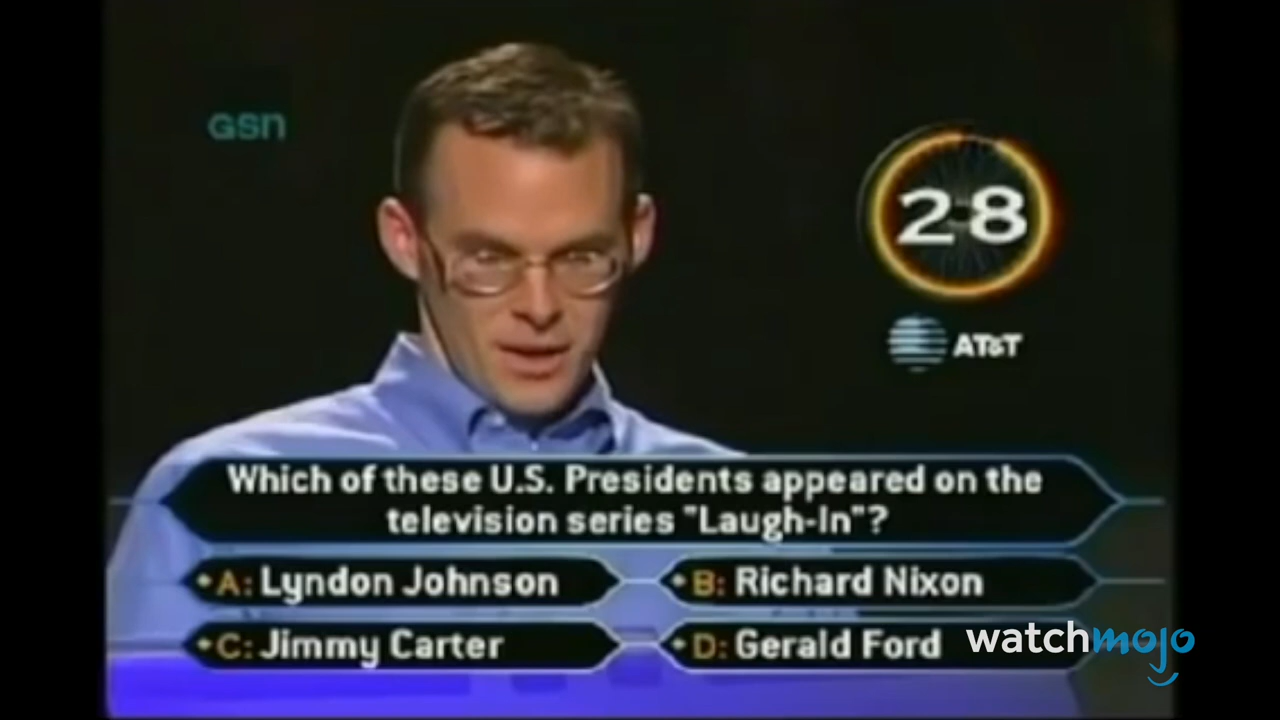 GSN
28
AT&T
Which of these U.S. Presidents appeared on the
television series "Laugh-In"?
A: Lyndon Johnson
B: Richard Nixon
C: Jimmy Carter
D: Gerald Ford
watchmojo